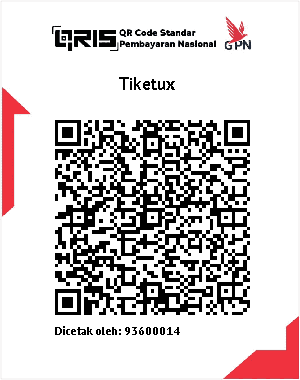 QRIS QR Code Standar
Pembayaran Nasional
GPN
Tiketux
Dicetak oleh: 93600014